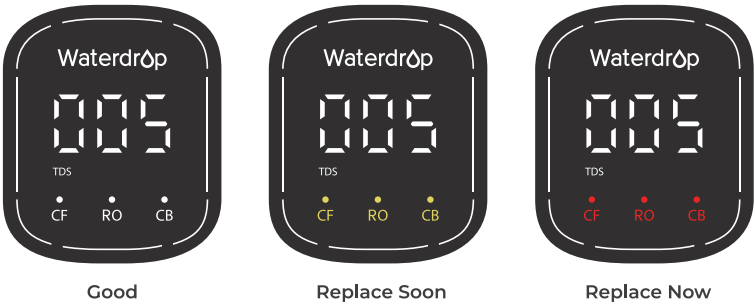 Waterdrop Waterdrop Waterdrop
005 005 005
TDS TDS TDS
CF RO CB CF RO CB CF RO CB
Good Replace Soon Replace Now